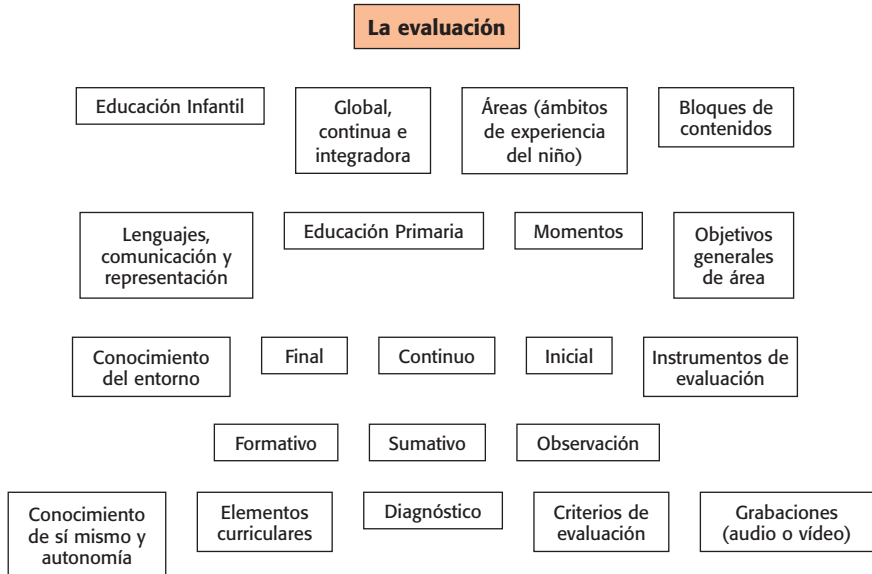 La evaluación
Educación Infantil
Global,
continua e
integradora
Áreas (ámbitos
de experiencia
del niño)
Bloques de
contenidos
Lenguajes,
comunicación y
representación
Educación Primaria
Momentos
Objetivos
generales
de área
Conocimiento
del entorno
Final
Continuo
Inicial
Instrumentos de
evaluación
Formativo
Sumativo
Observación
Conocimiento
de sí mismo y
autonomía
Elementos
curriculares
Diagnóstico
Criterios de
evaluación
Grabaciones
(audio o vídeo)